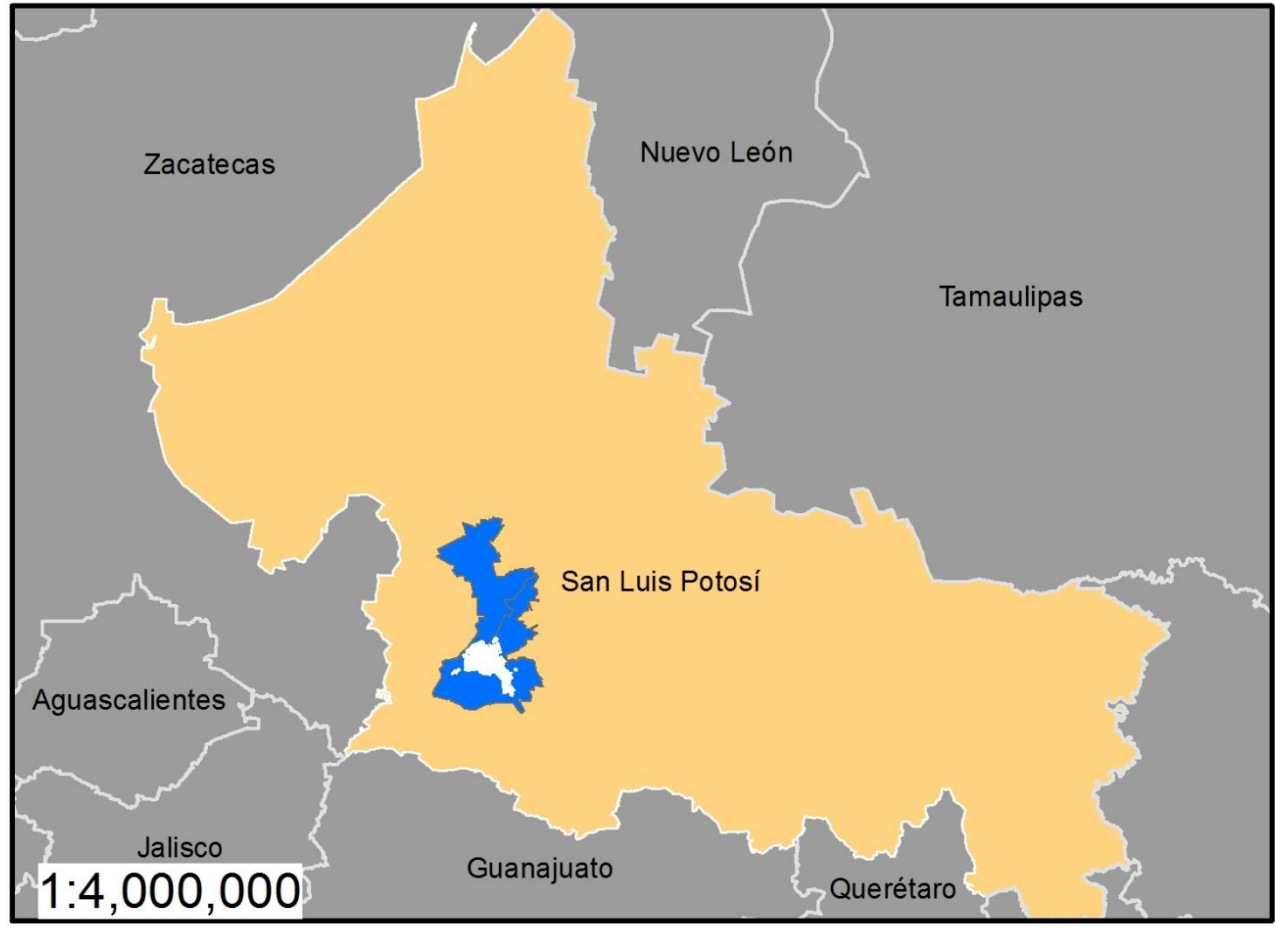 Zacatecas
Nuevo León
Tamaulipas
San Luis Potosí
Aguascalientes
Jalisco
Guanajuato
Querétaro
1:4,000,000